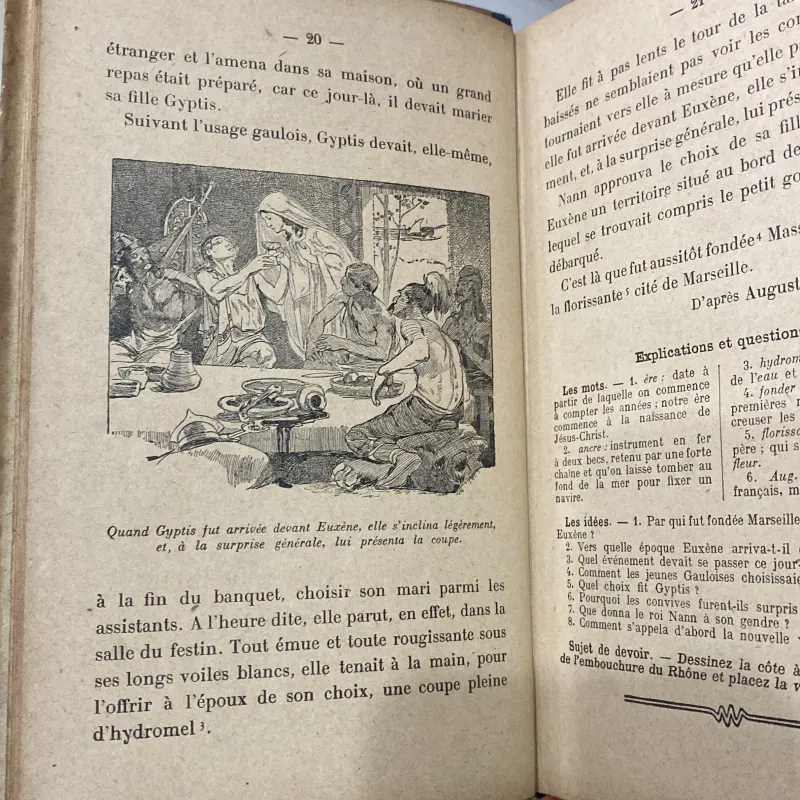 — 20 —
étranger et l'amena dans sa maison, où un grand
repas était préparé, car ce jour-là, il devait marier
sa fille Gyptis.
Suivant l'usage gaulois, Gyptis devait, elle-même,
Quand Gyptis fut arrivée devant Euxène, elle s'inclina légèrement,
et, à la surprise générale, lui présenta la coupe.
à la fin du banquet, choisir son mari parmi les
assistants. A l'heure dite, elle parut, en effet, dans la
salle du festin. Tout émue et toute rougissante sous
ses longs voiles blancs, elle tenait à la main, pour
l'offrir à l'époux de son choix, une coupe pleine
d'hydromel ³.
— 21
Elle fit à pas lents le tour de la
baissés ne semblaient pas voir les
tournaient vers elle à mesure qu'elle
elle fut arrivée devant Euxène, elle
ment, et, à la surprise générale, lui
Nann approuva le choix de sa
Euxène un territoire situé au bord de
lequel se trouvait compris le petit
débarqué.
C'est là que fut aussitôt fondée ⁴
la florissante ⁵ cité de Marseille.
D'après
Explications et
Les mots. — 1. ère : date à
partir de laquelle on commence
à compter les années ; notre ère
commence à la naissance de
Jésus-Christ.
2. ancre : instrument en fer
à deux becs, retenu par une forte
chaîne et qu'on laisse tomber au
fond de la mer pour fixer un
navire.
3.
de l'eau et
4. fonder
premières
creuser les
5.
père ; qui
fleur.
6. Aug.
français,
Les idées. — 1. Par qui fut fondée Marseille
Euxène ?
2. Vers quelle époque Euxène arriva-t-il
3. Quel événement devait se passer ce
4. Comment les jeunes Gauloises
5. Quel choix fit Gyptis ?
6. Pourquoi les convives furent-ils surpris
7. Que donna le roi Nann à son gendre ?
8. Comment s'appela d'abord la nouvelle
Sujet de devoir. — Dessinez la côte à
de l'embouchure du Rhône et placez la